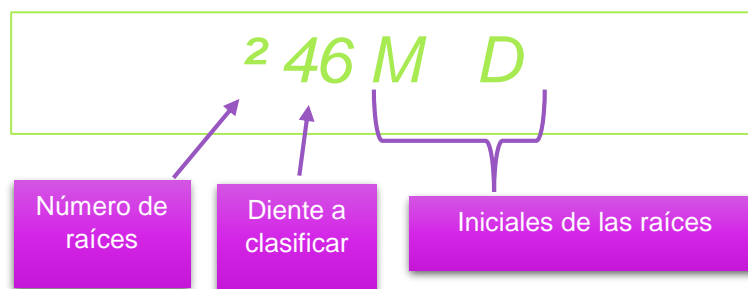 ² 46 M D
Número de
raíces
Diente a
clasificar
Iniciales de las raíces